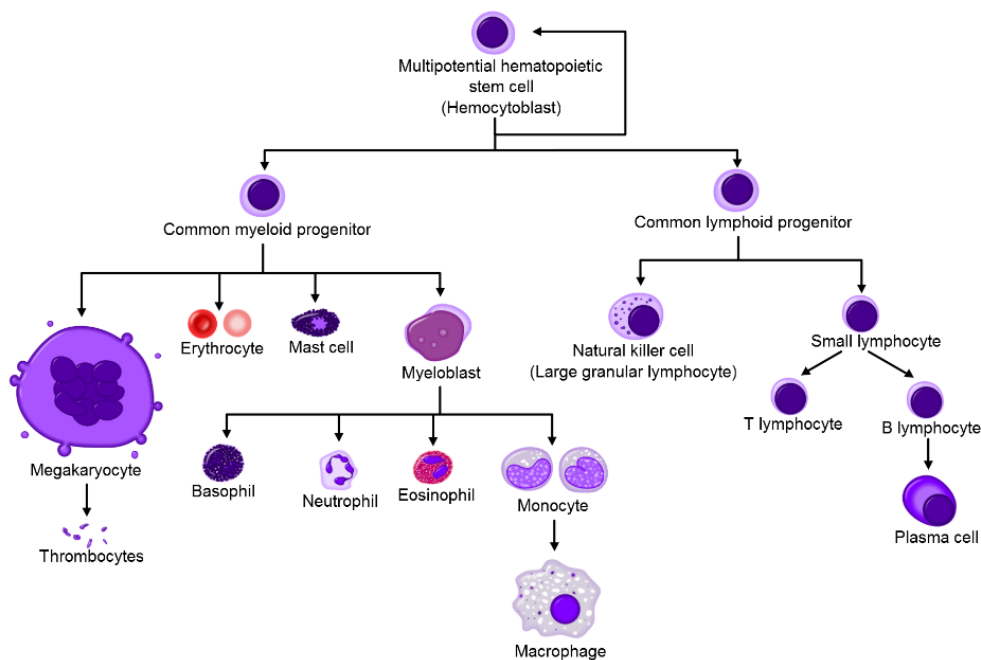 Multipotential hematopoietic
stem cell
(Hemocytoblast)
Common myeloid progenitor
Common lymphoid progenitor
Erythrocyte
Mast cell
Myeloblast
Natural killer cell
(Large granular lymphocyte)
Small lymphocyte
T lymphocyte
B lymphocyte
Megakaryocyte
Basophil
Neutrophil
Eosinophil
Monocyte
Plasma cell
Thrombocytes
Macrophage